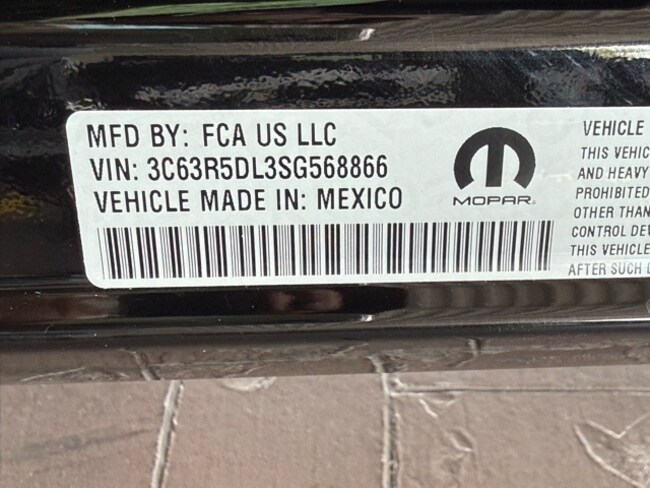 MFD BY: FCA US LLC
VIN: 3C63R5DL3SG568866
VEHICLE MADE IN: MEXICO
MOPAR®
VEHICLE
THIS VEHIC
AND HEAVY
PROHIBITED
OTHER THAN
CONTROL DEV
THIS VEHICLE
AFTER SUCH